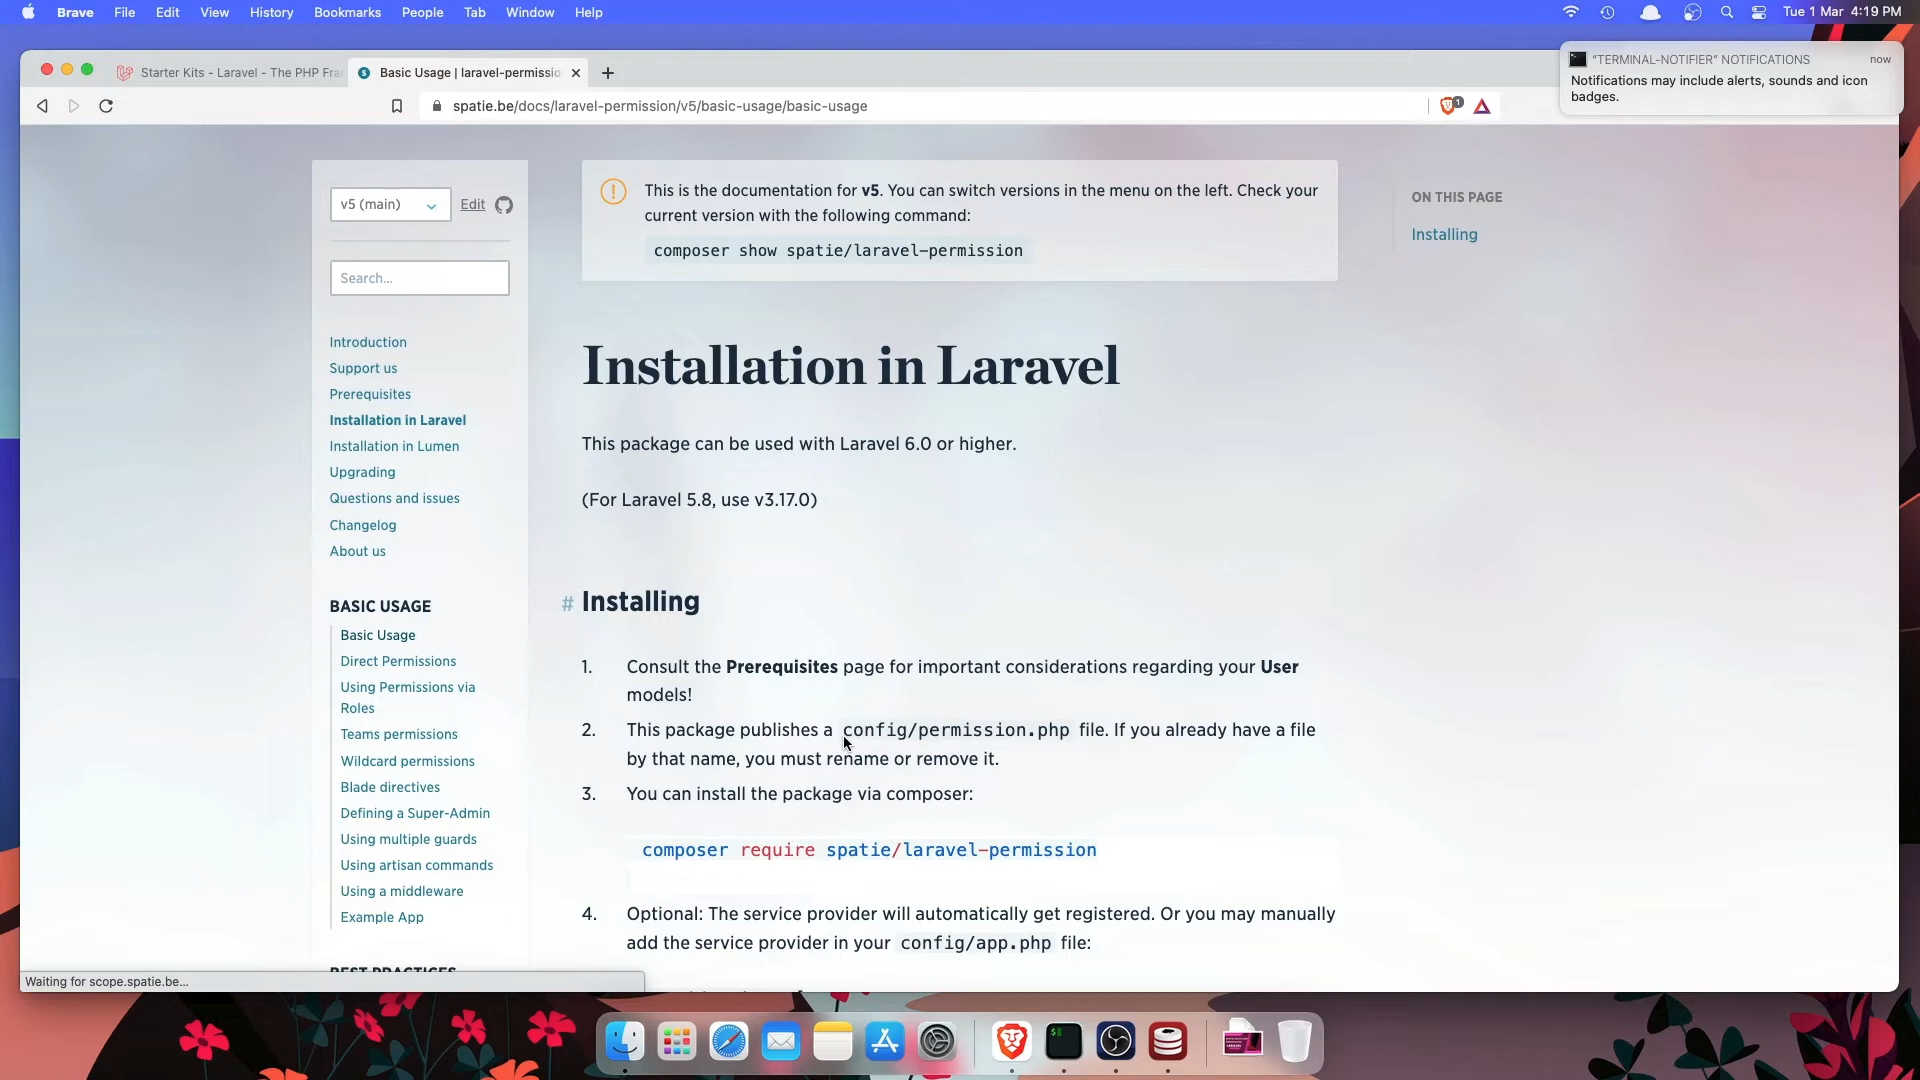 Brave File Edit View History Bookmarks People Tab Window Help
Tue 1 Mar 4:19 PM
"TERMINAL-NOTIFIER" NOTIFICATIONS now
Notifications may include alerts, sounds and icon
badges.
Starter Kits - Laravel - The PHP Fra
Basic Usage | laravel-permissio
spatie.be/docs/laravel-permission/v5/basic-usage/basic-usage
1
v5 (main)
Edit
Search...
Introduction
Support us
Prerequisites
Installation in Laravel
Installation in Lumen
Upgrading
Questions and issues
Changelog
About us
BASIC USAGE
Basic Usage
Direct Permissions
Using Permissions via
Roles
Teams permissions
Wildcard permissions
Blade directives
Defining a Super-Admin
Using multiple guards
Using artisan commands
Using a middleware
Example App
BEST PRACTICES
This is the documentation for v5. You can switch versions in the menu on the left. Check your
current version with the following command:
composer show spatie/laravel-permission
Installation in Laravel
This package can be used with Laravel 6.0 or higher.
(For Laravel 5.8, use v3.17.0)
# Installing
1. Consult the Prerequisites page for important considerations regarding your User
models!
2. This package publishes a config/permission.php file. If you already have a file
by that name, you must rename or remove it.
3. You can install the package via composer:
composer require spatie/laravel-permission
4. Optional: The service provider will automatically get registered. Or you may manually
add the service provider in your config/app.php file:
ON THIS PAGE
Installing
Waiting for scope.spatie.be...